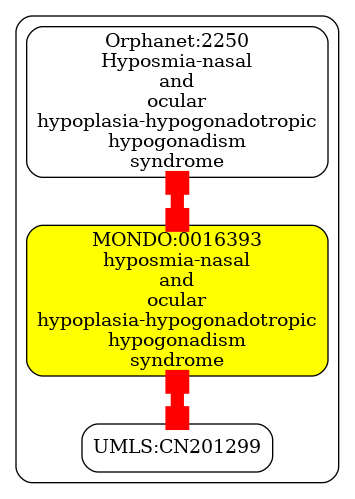 Orphanet:2250
Hyposmia-nasal
and
ocular
hypoplasia-hypogonadotropic
hypogonadism
syndrome
MONDO:0016393
hyposmia-nasal
and
ocular
hypoplasia-hypogonadotropic
hypogonadism
syndrome
UMLS:CN201299